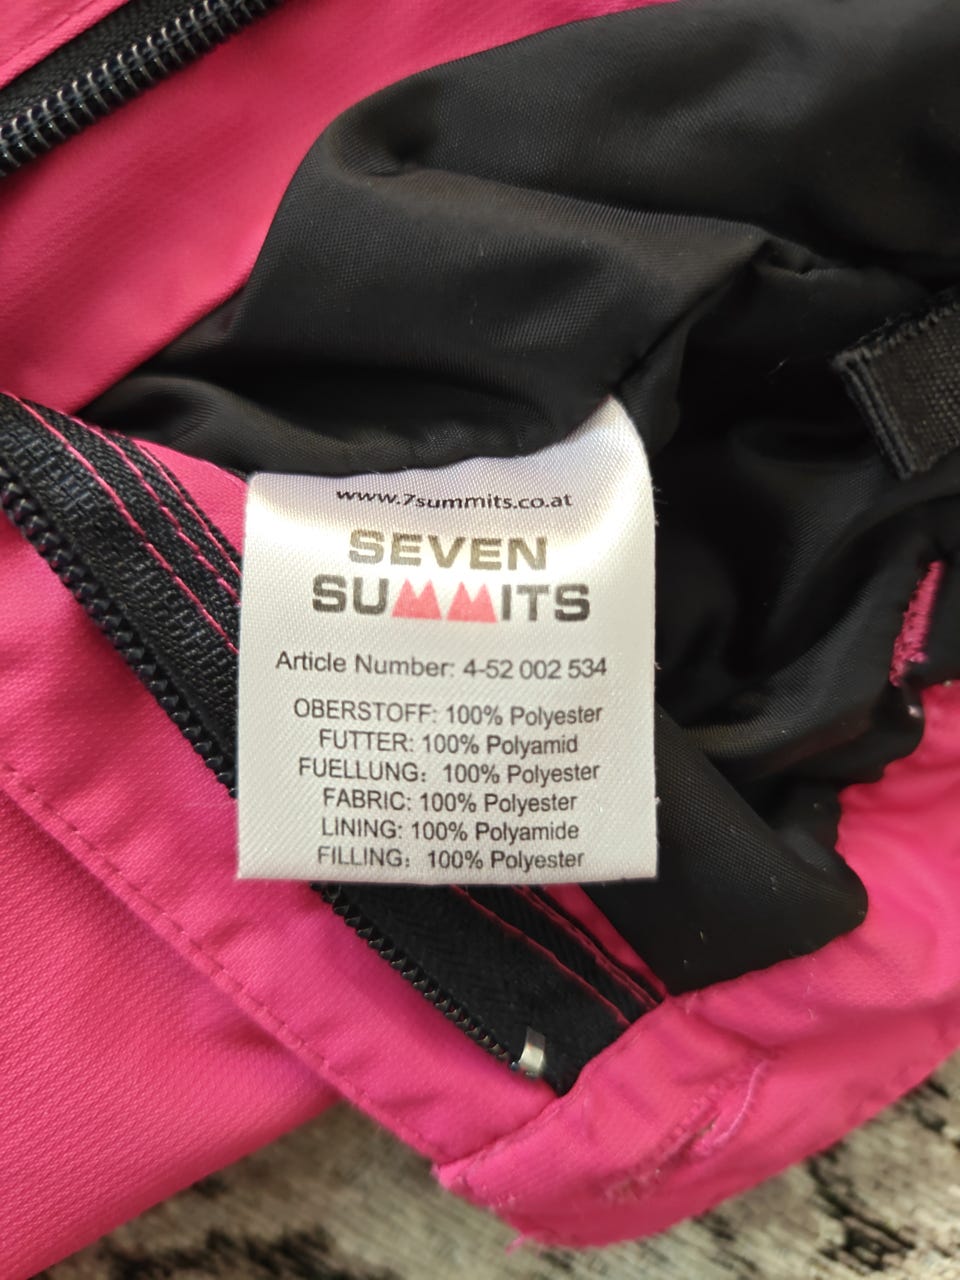 www.7summits.co.at
SEVEN
SUMMITS
Article Number: 4-52 002 534
OBERSTOFF: 100% Polyester
FUTTER: 100% Polyamid
FUELLUNG: 100% Polyester
FABRIC: 100% Polyester
LINING: 100% Polyamide
FILLING: 100% Polyester